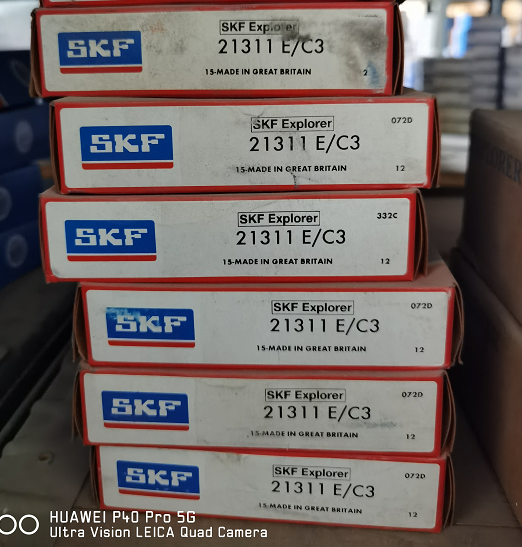 SKF
SKF Explorer
21311 E/C3
15-MADE IN GREAT BRITAIN
12
SKF
SKF Explorer
072D
21311 E/C3
15-MADE IN GREAT BRITAIN
12
SKF
SKF Explorer
332C
21311 E/C3
15-MADE IN GREAT BRITAIN
12
SKF
SKF Explorer
072D
21311 E/C3
15-MADE IN GREAT BRITAIN
12
SKF
SKF Explorer
072D
21311 E/C3
15-MADE IN GREAT BRITAIN
12
SKF
SKF Explorer
072D
21311 E/C3
15-MADE IN GREAT BRITAIN
12
HUAWEI P40 Pro 5G
Ultra Vision LEICA Quad Camera